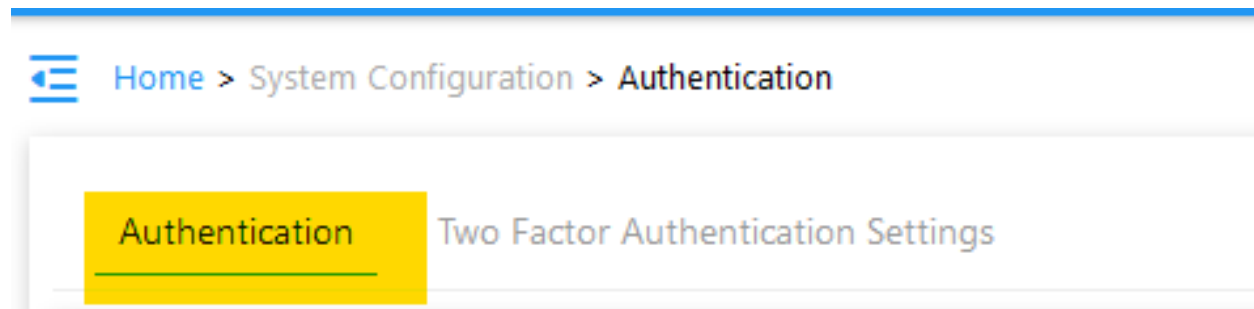 Home > System Configuration > Authentication
Authentication Two Factor Authentication Settings